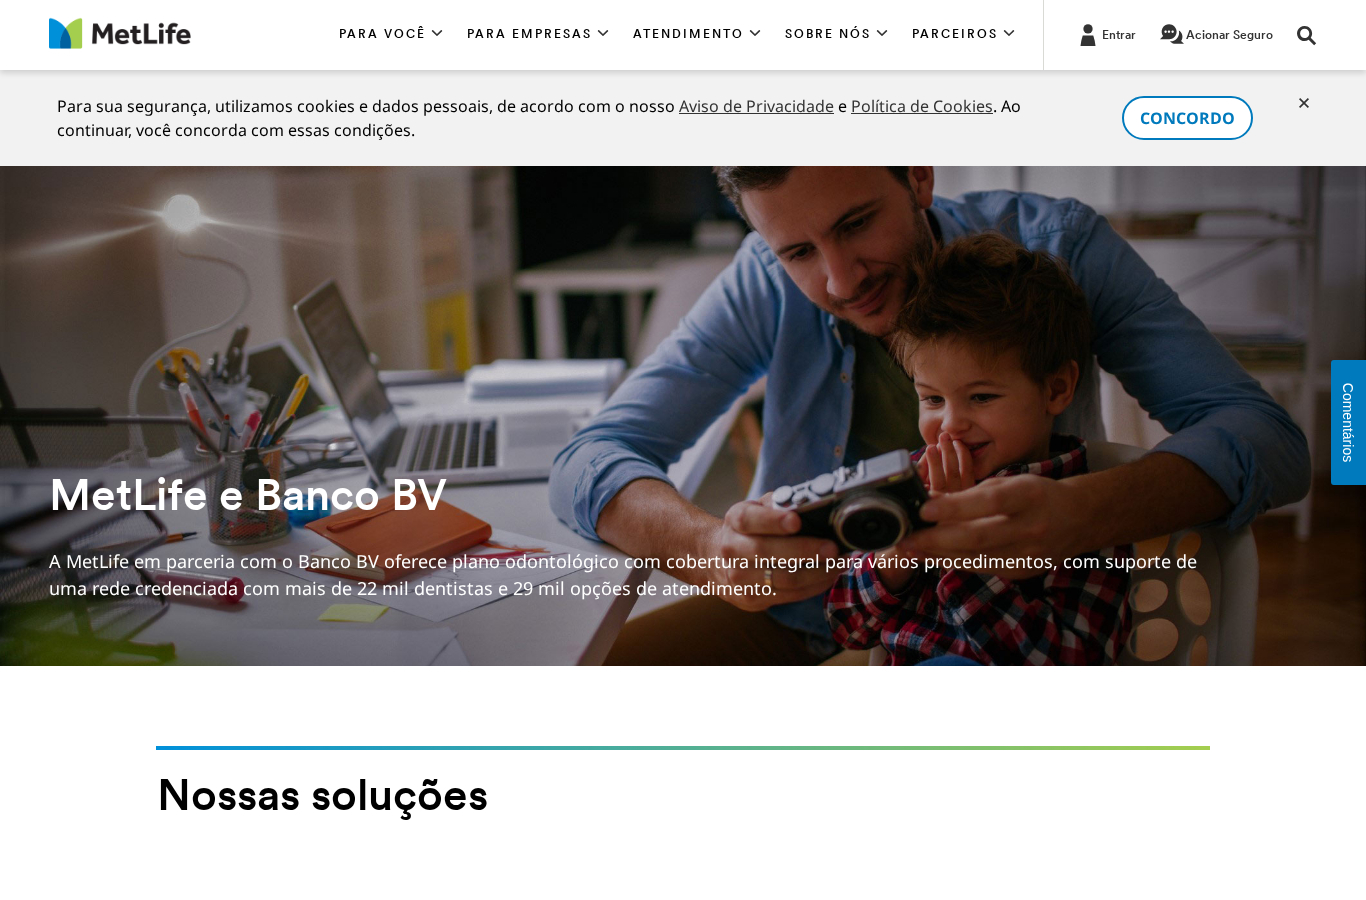 MetLife
PARA VOCÊ
PARA EMPRESAS
ATENDIMENTO
SOBRE NÓS
PARCEIROS
Entrar
Acionar Seguro
Para sua segurança, utilizamos cookies e dados pessoais, de acordo com o nosso Aviso de Privacidade e Política de Cookies. Ao
continuar, você concorda com essas condições.
CONCORDO
Comentários
MetLife e Banco BV
A MetLife em parceria com o Banco BV oferece plano odontológico com cobertura integral para vários procedimentos, com suporte de
uma rede credenciada com mais de 22 mil dentistas e 29 mil opções de atendimento.
Nossas soluções